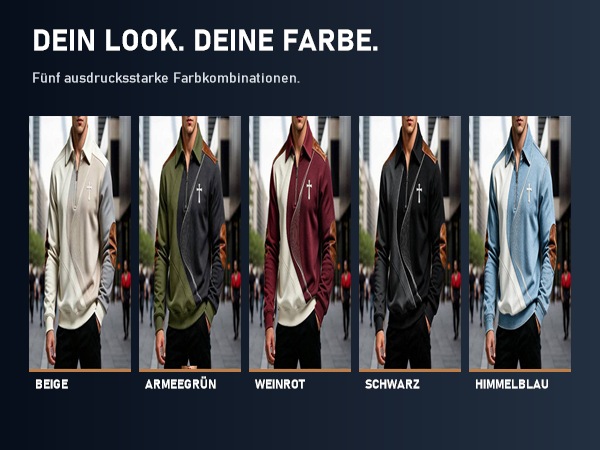 DEIN LOOK. DEINE FARBE.
Fünf ausdrucksstarke Farbkombinationen.
BEIGE
ARMEEGRÜN
WEINROT
SCHWARZ
HIMMELBLAU